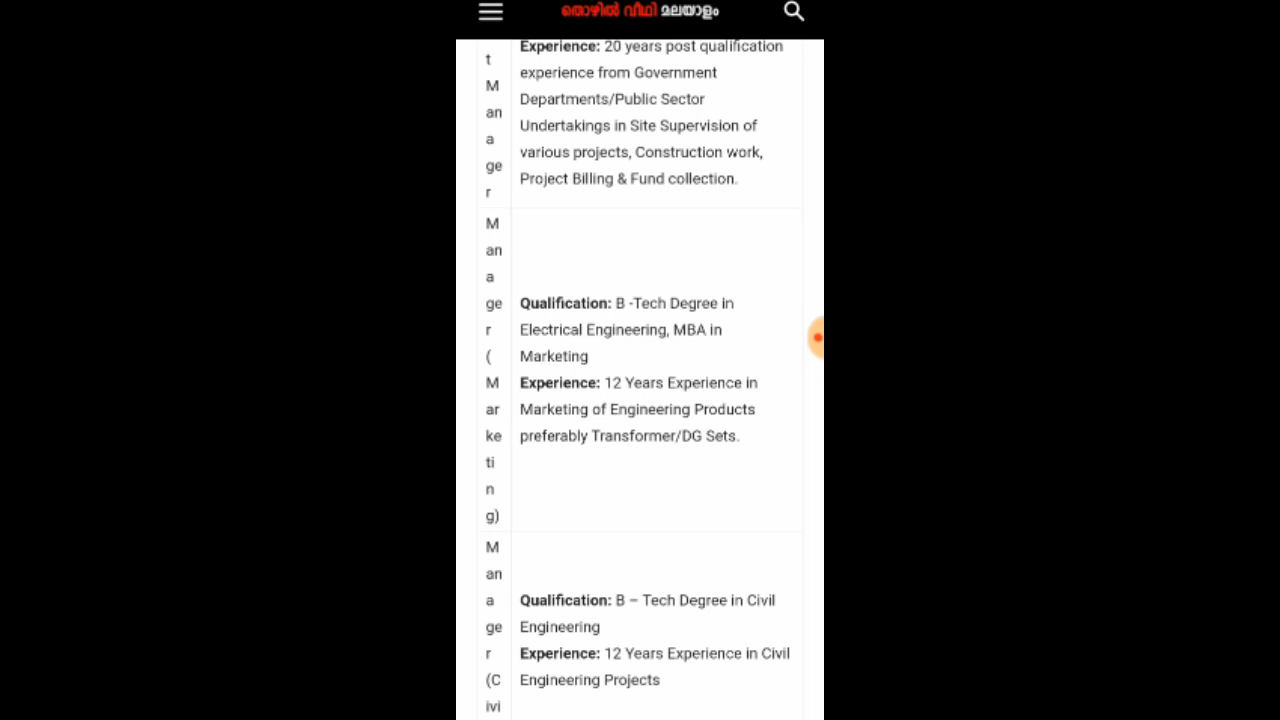 തൊഴിൽ വീഥി മലയാളം
t
M
an
a
ge
r
Experience: 20 years post qualification
experience from Government
Departments/Public Sector
Undertakings in Site Supervision of
various projects, Construction work,
Project Billing & Fund collection.
M
an
a
ge
r
(
M
ar
ke
ti
n
g)
Qualification: B -Tech Degree in
Electrical Engineering, MBA in
Marketing
Experience: 12 Years Experience in
Marketing of Engineering Products
preferably Transformer/DG Sets.
M
an
a
ge
r
(C
ivi
Qualification: B – Tech Degree in Civil
Engineering
Experience: 12 Years Experience in Civil
Engineering Projects